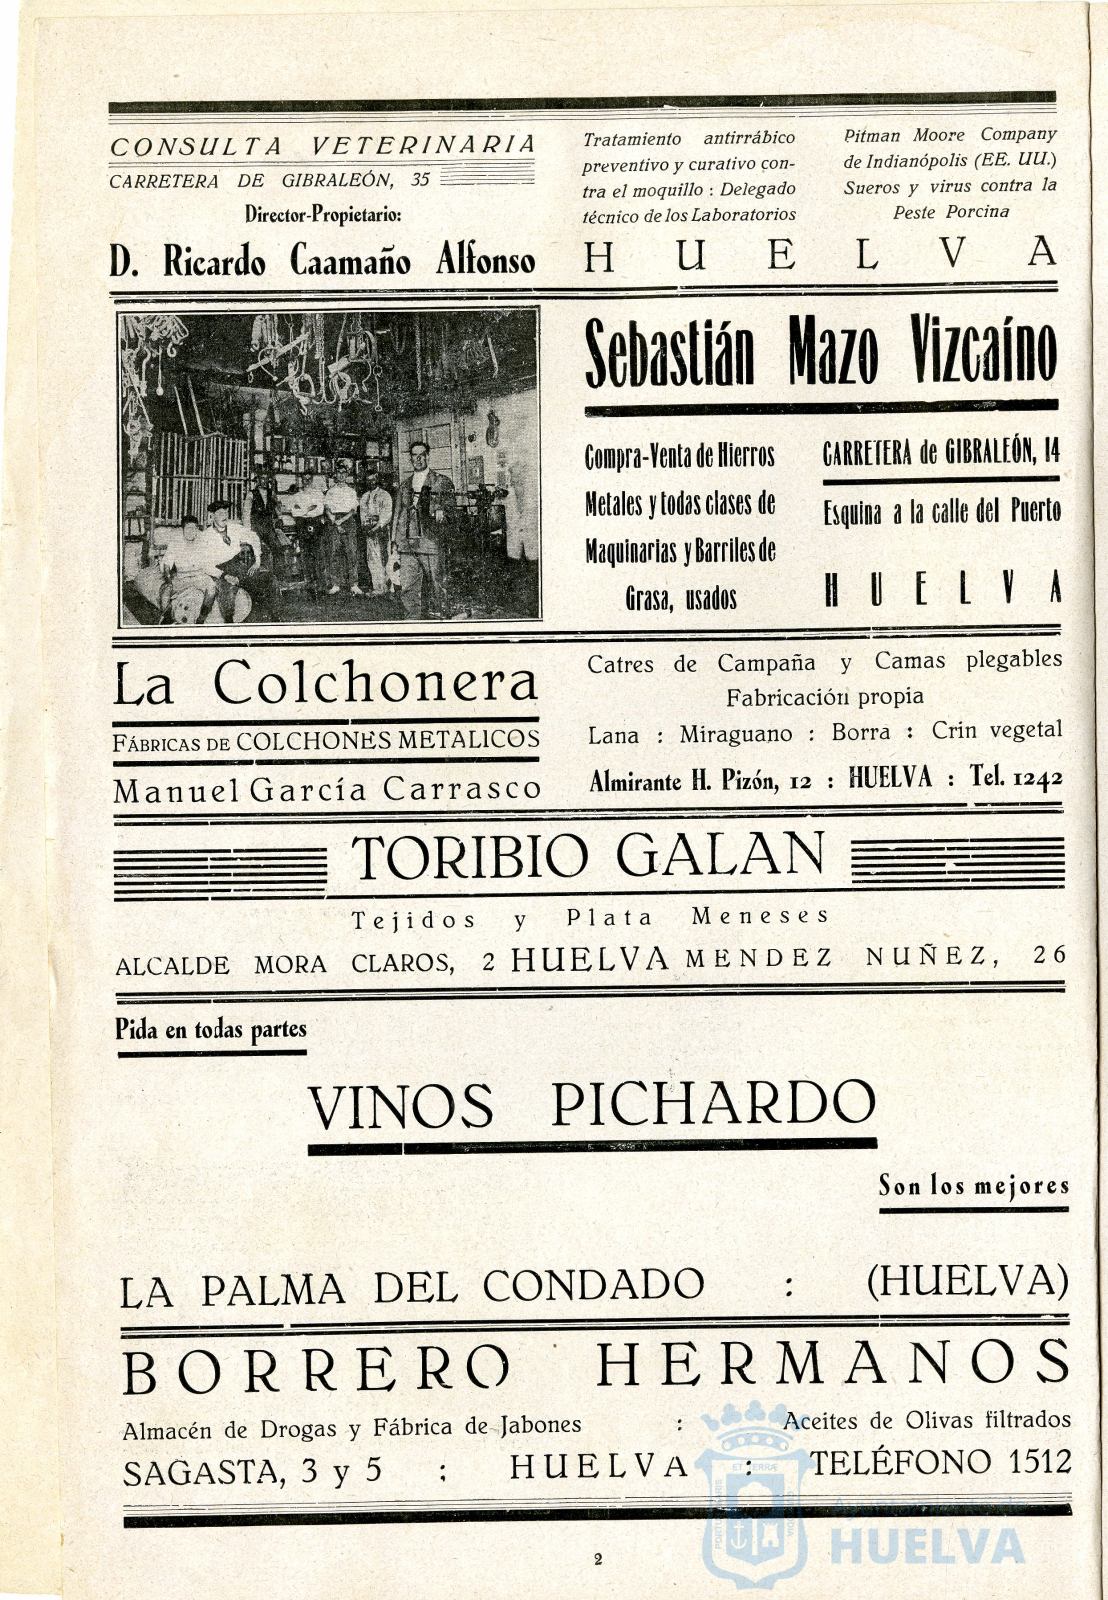 CONSULTA VETERINARIA
CARRETERA DE GIBRALEÓN, 35
Director-Propietario:
D. Ricardo Caamaño Alfonso
Tratamiento antirrábico
preventivo y curativo con-
tra el moquillo : Delegado
técnico de los Laboratorios
Pitman Moore Company
de Indianópolis (EE. UU.)
Sueros y virus contra la
Peste Porcina
HUELVA
Sebastián Mazo Vizcaíno
Compra-Venta de Hierros
Metales y todas clases de
Maquinarias y Barriles de
Grasa, usados
CARRETERA de GIBRALEÓN, 14
Esquina a la calle del Puerto
HUELVA
La Colchonera
FÁBRICAS DE COLCHONES METALICOS
Manuel García Carrasco
Catres de Campaña y Camas plegables
Fabricación propia
Lana : Miraguano : Borra : Crin vegetal
Almirante H. Pizón, 12 : HUELVA : Tel. 1242
TORIBIO GALAN
Tejidos y Plata Meneses
ALCALDE MORA CLAROS, 2 HUELVA MENDEZ NUÑEZ, 26
Pida en todas partes
VINOS PICHARDO
Son los mejores
LA PALMA DEL CONDADO : (HUELVA)
BORRERO HERMANOS
Almacén de Drogas y Fábrica de Jabones : Aceites de Olivas filtrados
SAGASTA, 3 y 5 ; HUELVA : TELÉFONO 1512
2
ET TERRÆ
HUELVA